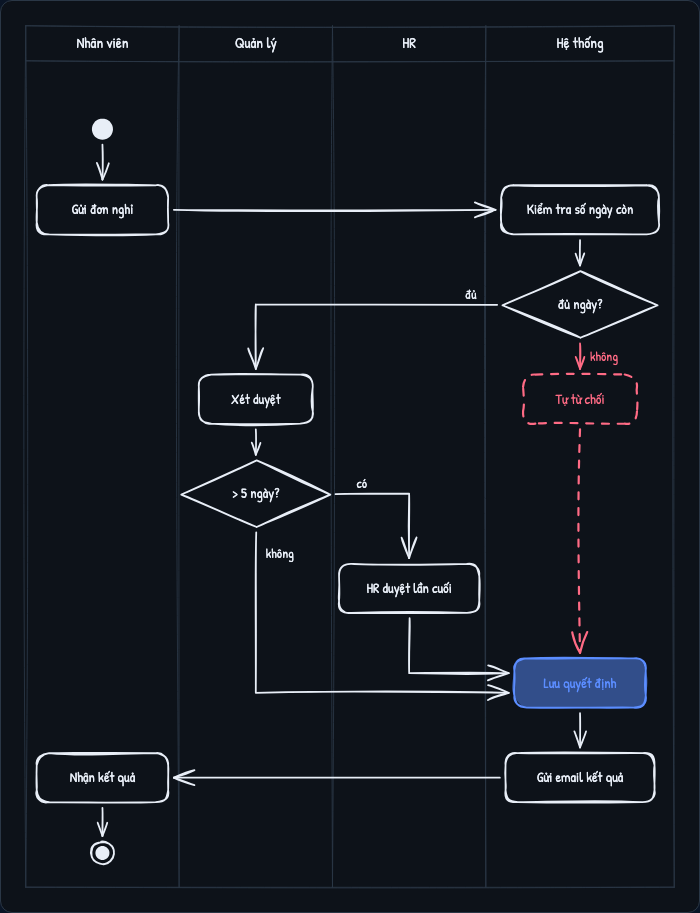 Nhân viên
Quản lý
HR
Hệ thống
Gửi đơn nghỉ
Kiểm tra số ngày còn
đủ ngày?
đủ
không
Xét duyệt
Tự từ chối
> 5 ngày?
có
không
HR duyệt lần cuối
Lưu quyết định
Nhận kết quả
Gửi email kết quả